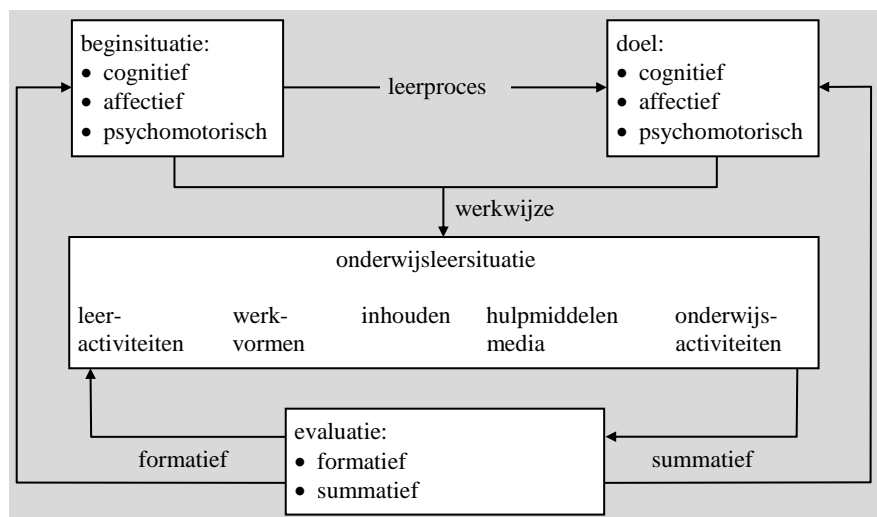 beginsituatie:
• cognitief
• affectief
• psychomotorisch
leerproces
doel:
• cognitief
• affectief
• psychomotorisch
werkwijze
onderwijsleersituatie
leer-
activiteiten
werk-
vormen
inhouden
hulpmiddelen
media
onderwijs-
activiteiten
evaluatie:
• formatief
• summatief
formatief
summatief